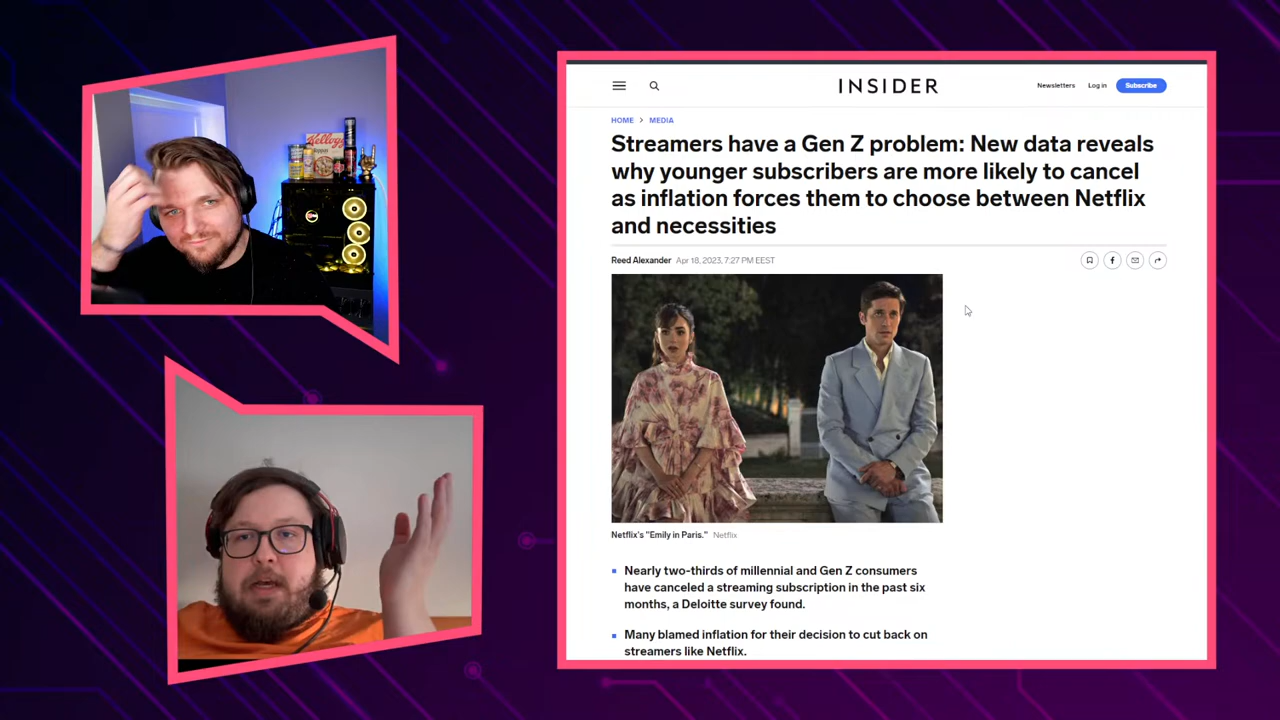 Kellogg's
INSIDER
Newsletters
Log in
Subscribe
HOME > MEDIA
Streamers have a Gen Z problem: New data reveals
why younger subscribers are more likely to cancel
as inflation forces them to choose between Netflix
and necessities
Reed Alexander Apr 18, 2023, 7:27 PM EEST
Netflix's "Emily in Paris." Netflix
Nearly two-thirds of millennial and Gen Z consumers
have canceled a streaming subscription in the past six
months, a Deloitte survey found.
Many blamed inflation for their decision to cut back on
streamers like Netflix.